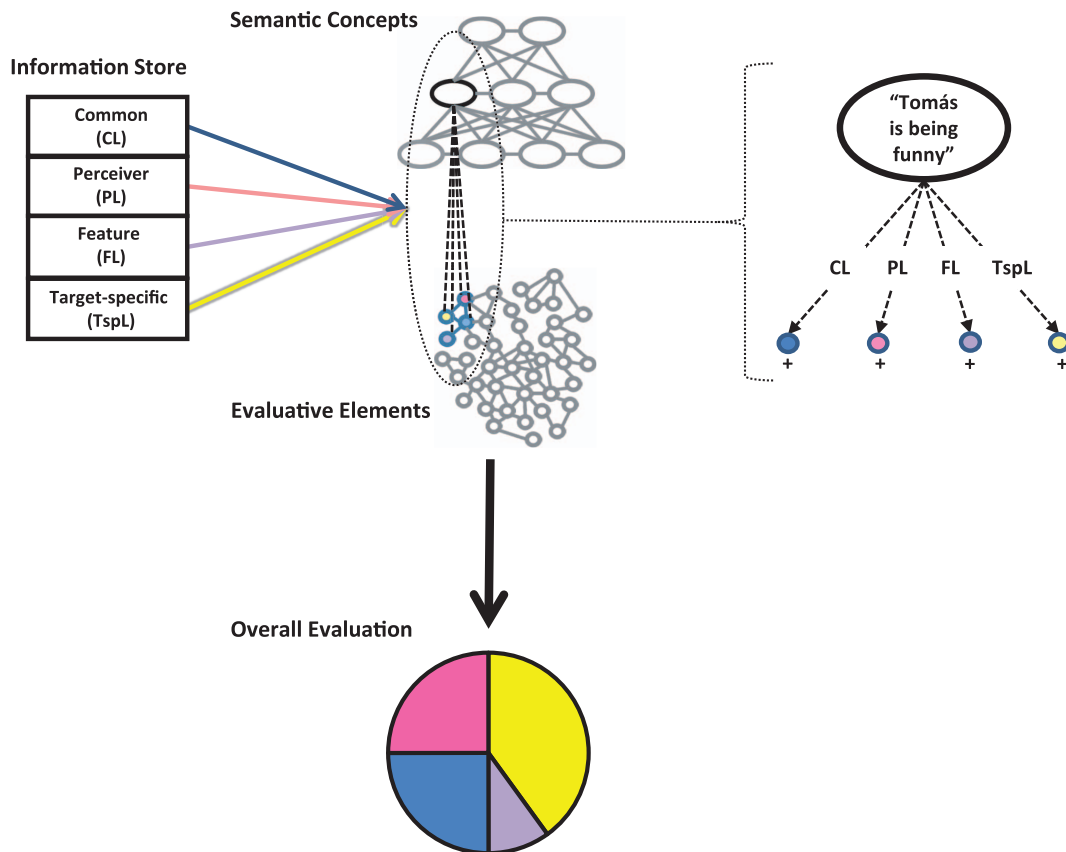 Semantic Concepts
Information Store
Common
(CL)
Perceiver
(PL)
Feature
(FL)
Target-specific
(TspL)
“Tomás
is being
funny”
CL PL FL TspL
+ + + +
Evaluative Elements
Overall Evaluation